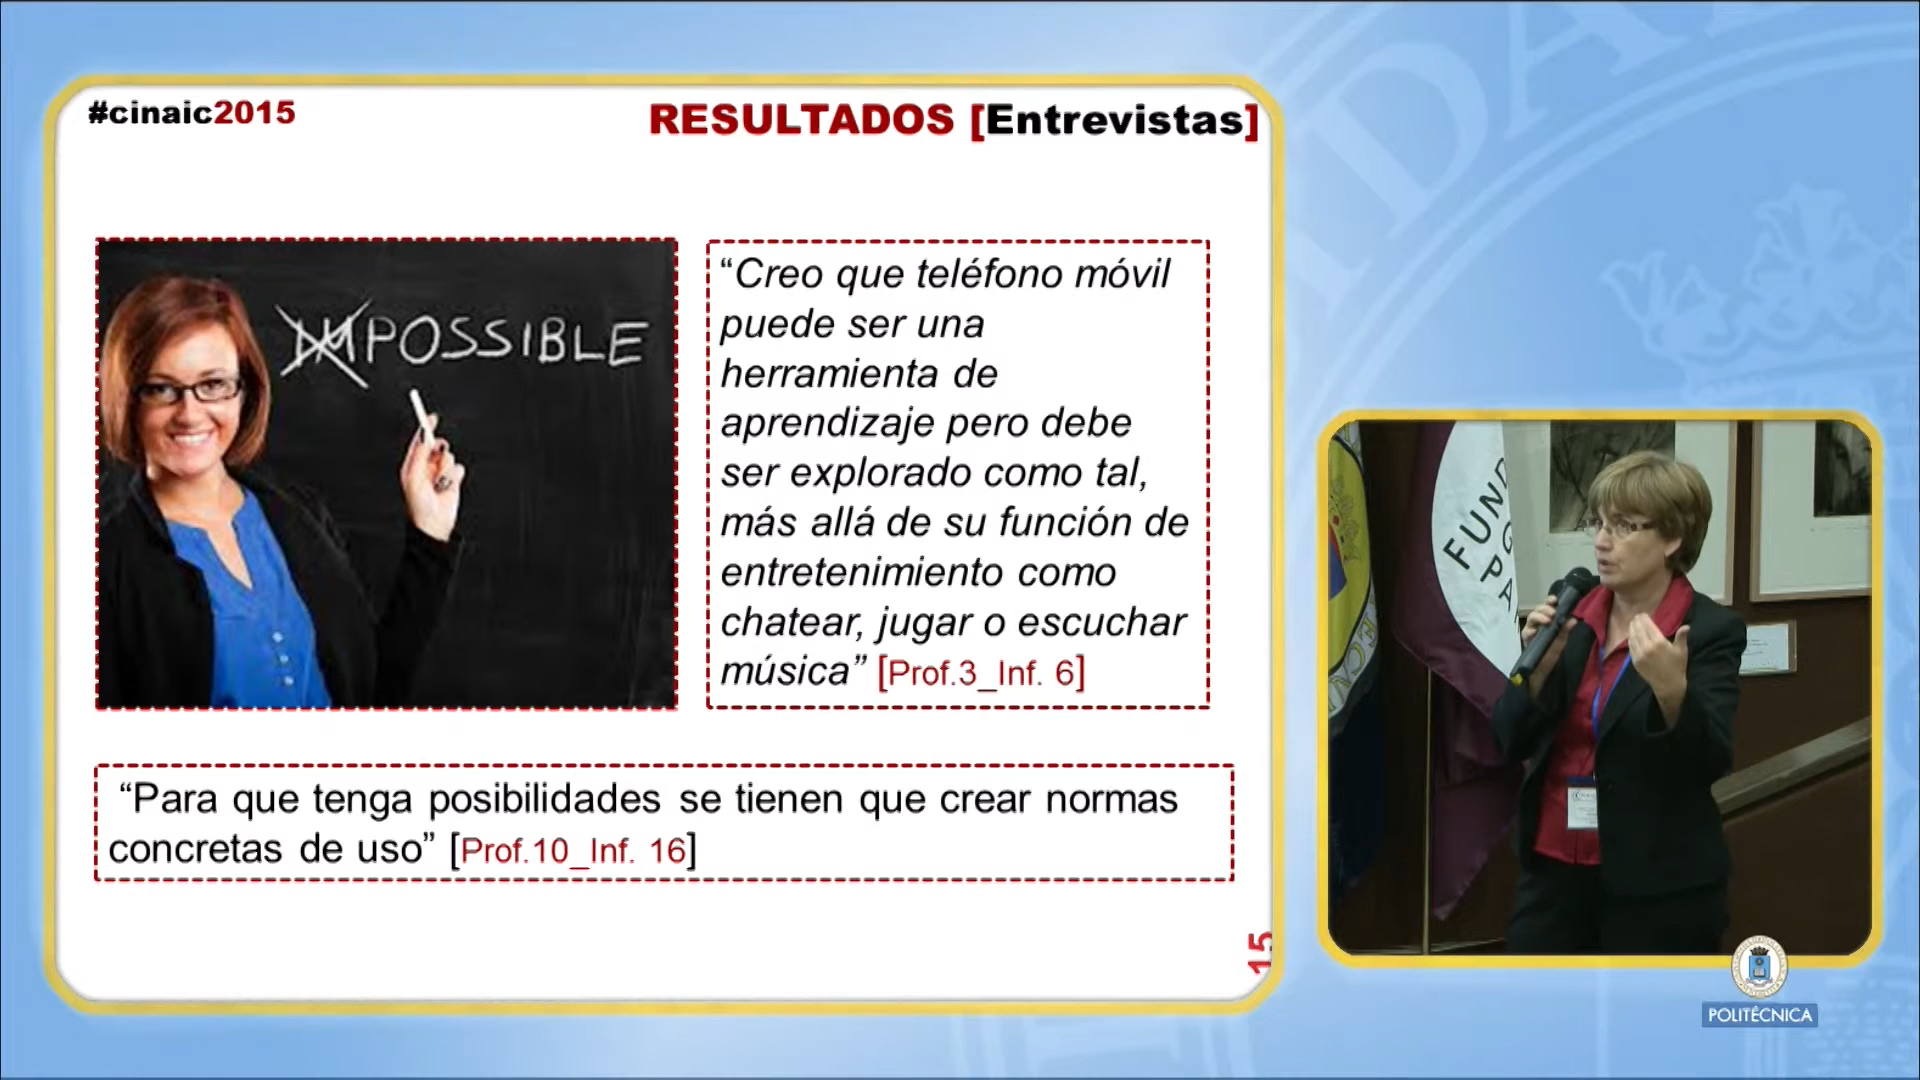 #cinaic2015
RESULTADOS [Entrevistas]
IMPOSSIBLE
“Creo que teléfono móvil
puede ser una
herramienta de
aprendizaje pero debe
ser explorado como tal,
más allá de su función de
entretenimiento como
chatear, jugar o escuchar
música” [Prof.3_Inf. 6]
“Para que tenga posibilidades se tienen que crear normas
concretas de uso” [Prof.10_Inf. 16]
15
FUND
POLITÉCNICA